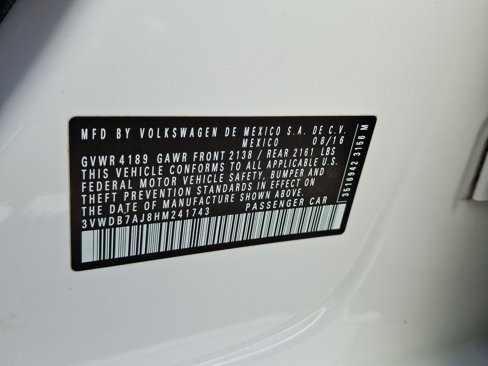 MFD BY VOLKSWAGEN DE MEXICO S.A. DE C.V.
MEXICO 08/16
GVWR 4189 GAWR FRONT 2138 / REAR 2161 LBS
THIS VEHICLE CONFORMS TO ALL APPLICABLE U.S.
FEDERAL MOTOR VEHICLE SAFETY, BUMPER AND
THEFT PREVENTION STANDARDS IN EFFECT ON
THE DATE OF MANUFACTURE SHOWN ABOVE.
3VWDB7AJ8HM241743 PASSENGER CAR
3516942 3156 M